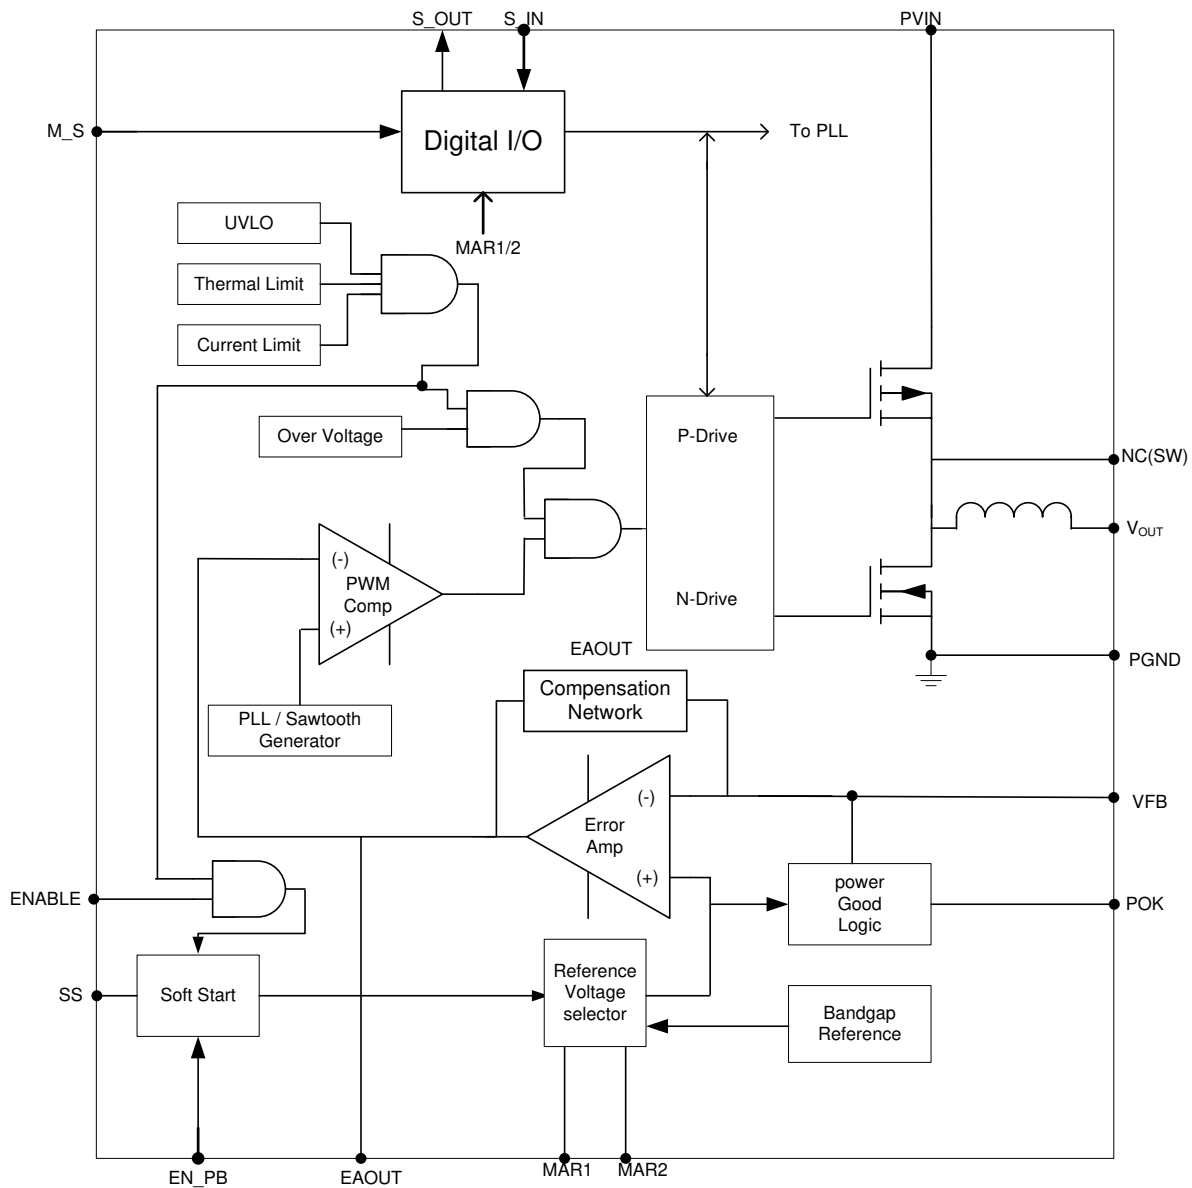 S_OUT
S_IN
PVIN
M_S
Digital I/O
To PLL
MAR1/2
UVLO
Thermal Limit
Current Limit
Over Voltage
P-Drive
N-Drive
NC(SW)
VOUT
PGND
(-)
PWM
Comp
(+)
PLL / Sawtooth
Generator
EAOUT
Compensation
Network
(-)
Error
Amp
(+)
VFB
power
Good
Logic
POK
ENABLE
SS
Soft Start
Reference
Voltage
selector
Bandgap
Reference
EN_PB
EAOUT
MAR1
MAR2